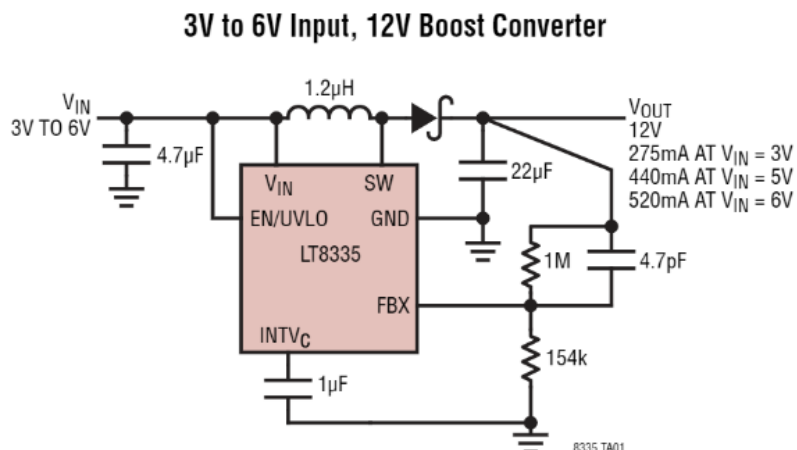 3V to 6V Input, 12V Boost Converter
VIN
3V TO 6V
4.7µF
1.2µH
VOUT
12V
275mA AT VIN = 3V
440mA AT VIN = 5V
520mA AT VIN = 6V
22µF
VIN
SW
EN/UVLO
GND
LT8335
FBX
INTVC
1M
4.7pF
154k
1µF
8335 TA01